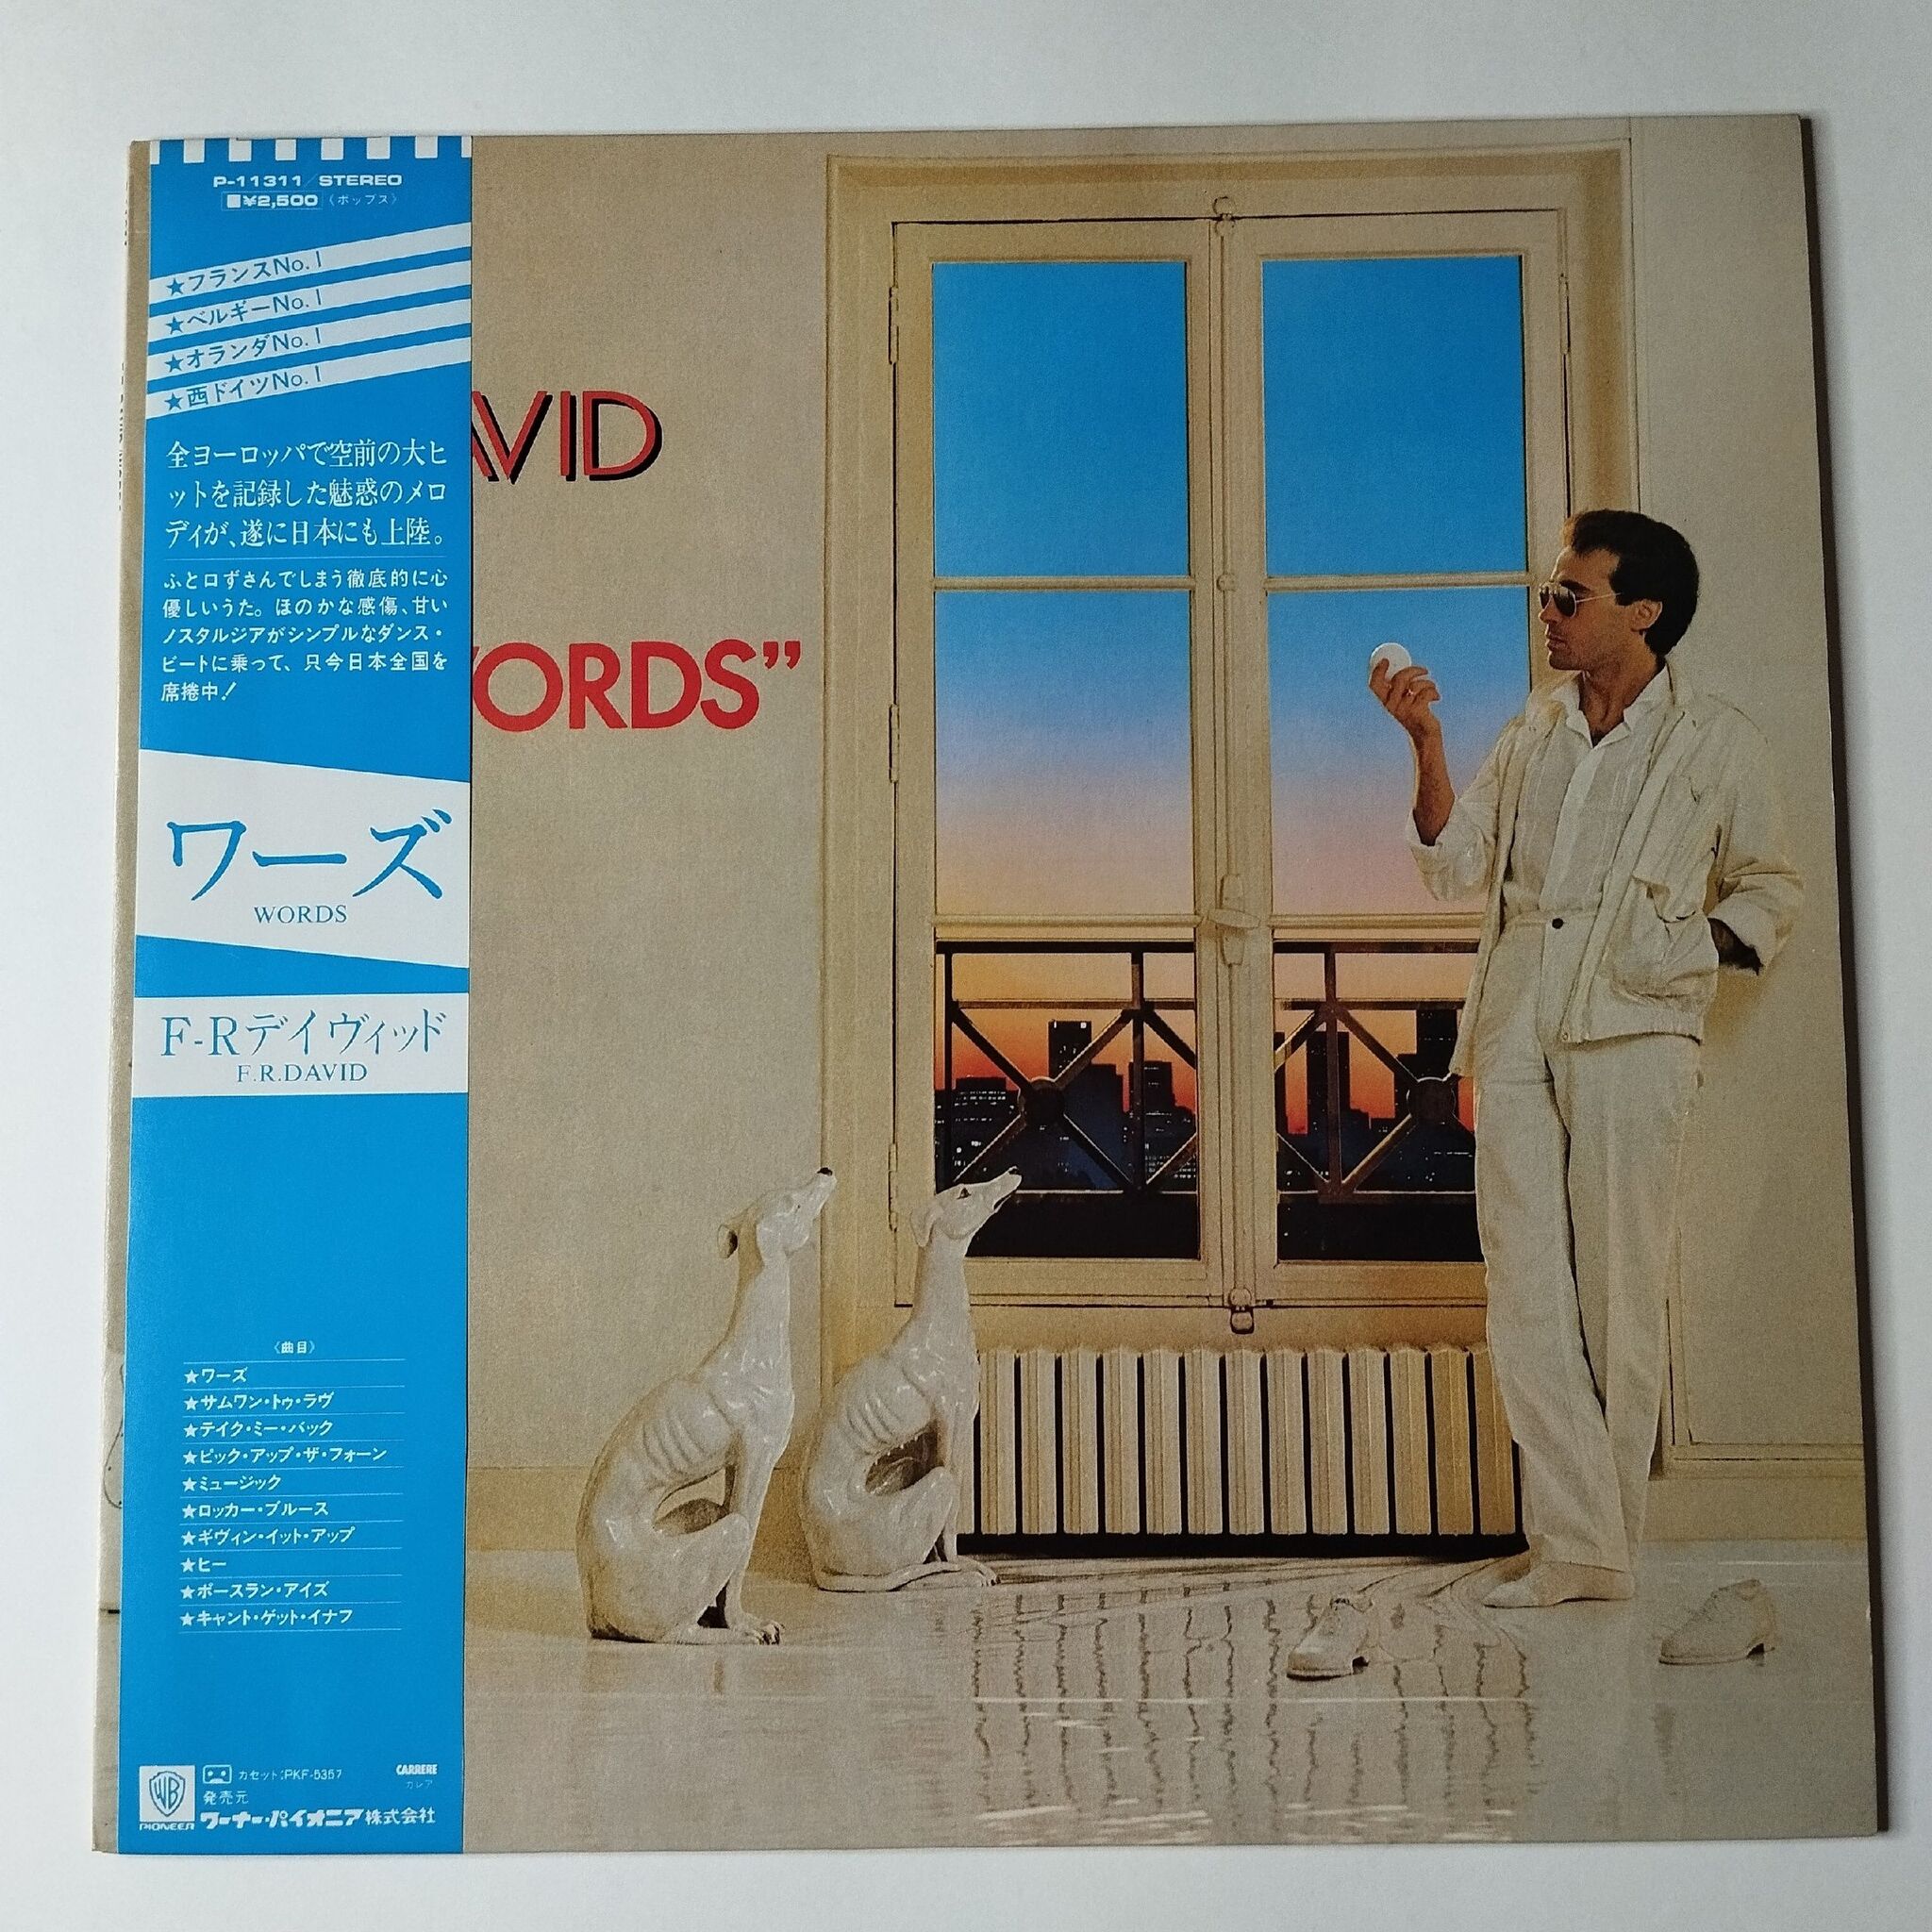 P-11311/STEREO
■¥2,500 (ポップス)
★フランスNo.1
★ベルギーNo.1
★オランダNo.1
★西ドイツNo.1
全ヨーロッパで空前の大ヒ
ットを記録した魅惑のメロ
ディが、遂に日本にも上陸。
ふと口ずさんでしまう徹底的に心
優しいうた。ほのかな感傷、甘い
ノスタルジアがシンプルなダンス・
ビートに乗って、只今日本全国を
席捲中!
ワーズ
WORDS
F-Rデイヴィッド
F.R.DAVID
《曲目》
★ワーズ
★サムワン・トゥ・ラヴ
★テイク・ミー・バック
★ピック・アップ・ザ・フォーン
★ミュージック
★ロッカー・ブルース
★ギヴィン・イット・アップ
★ヒー
★ポースラン・アイズ
★キャント・ゲット・イナフ
WB
PIONEER
カセット:PKF-5357
CARRERE
カレア
発売元
ワーナー・パイオニア株式会社
AVID
ORDS”